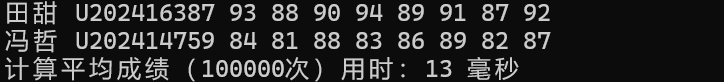 田甜 U202416387 93 88 90 94 89 91 87 92
冯哲 U202414759 84 81 88 83 86 89 82 87
计算平均成绩（100000次）用时：13 毫秒